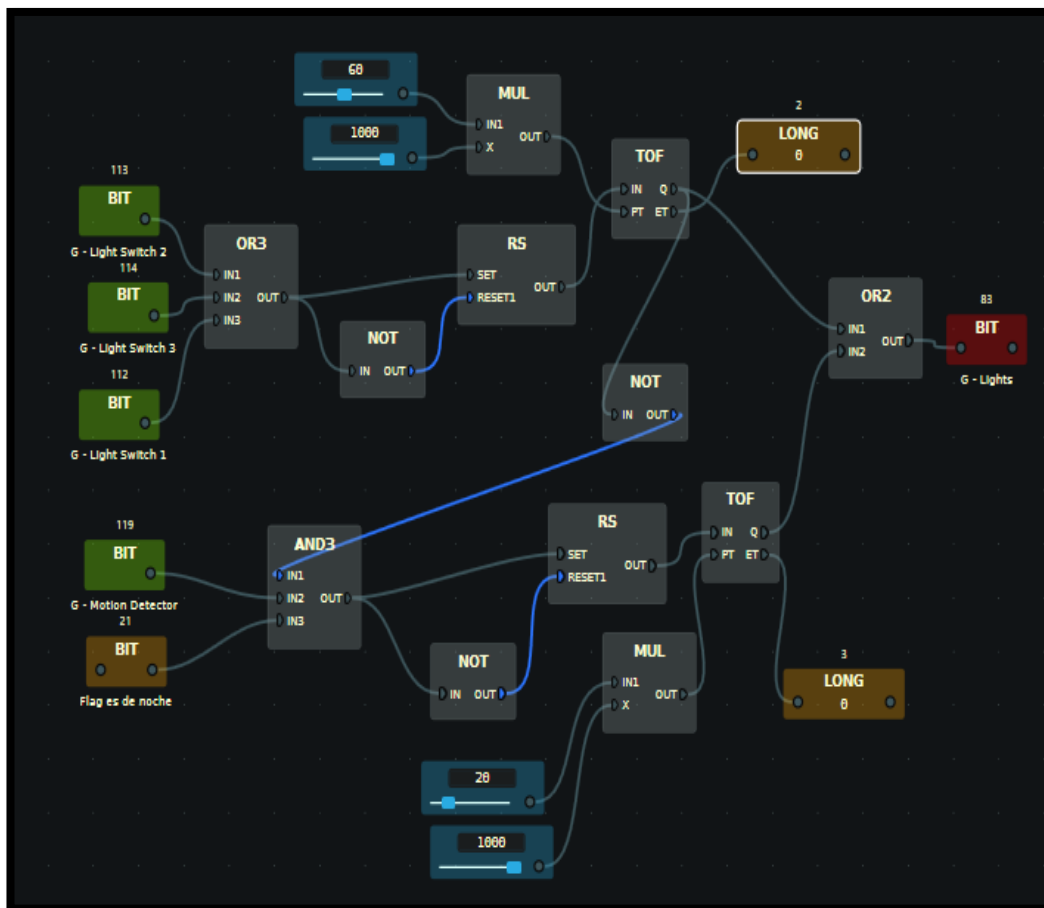 60
MUL
IN1
OUT
X
1000
2
LONG
0
TOF
IN Q
PT ET
113
BIT
G - Light Switch 2
114
BIT
G - Light Switch 3
112
BIT
G - Light Switch 1
OR3
IN1
IN2 OUT
IN3
RS
SET
OUT
RESET1
NOT
IN OUT
OR2
IN1
OUT
IN2
83
BIT
G - Lights
NOT
IN OUT
119
BIT
G - Motion Detector
21
BIT
Flag es de noche
AND3
IN1
IN2 OUT
IN3
RS
SET
OUT
RESET1
TOF
IN Q
PT ET
NOT
IN OUT
MUL
IN1
OUT
X
3
LONG
0
20
1000